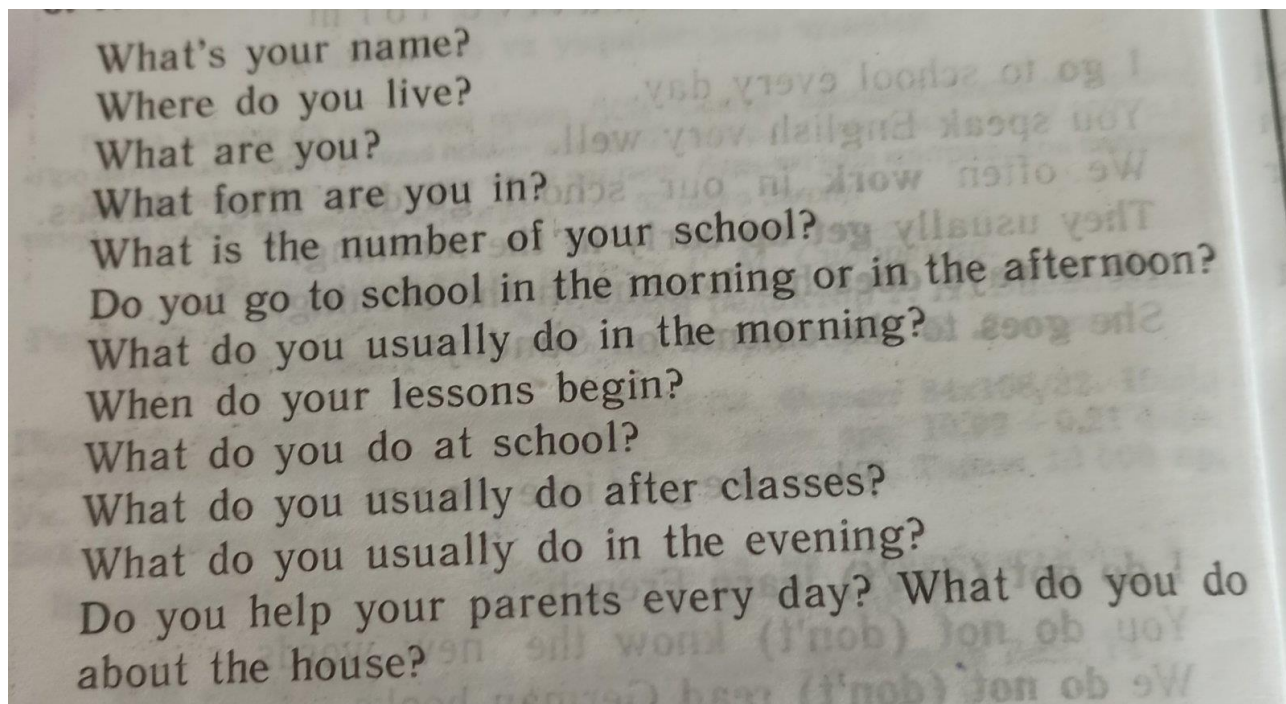 What's your name?
Where do you live?
What are you?
What form are you in?
What is the number of your school?
Do you go to school in the morning or in the afternoon?
What do you usually do in the morning?
When do your lessons begin?
What do you do at school?
What do you usually do after classes?
What do you usually do in the evening?
Do you help your parents every day? What do you do
about the house?